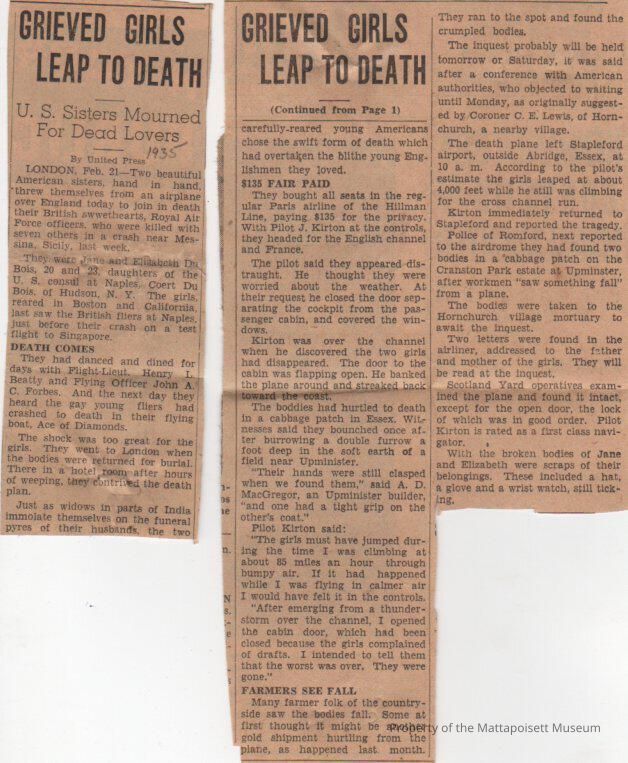 GRIEVED GIRLS
LEAP TO DEATH
U. S. Sisters Mourned
For Dead Lovers
1935
By United Press
LONDON, Feb. 21—Two beautiful
American sisters, hand in hand,
threw themselves from an airplane
over England today to join in death
their British swwethearts, Royal Air
Force officers, who were killed with
seven others in a crash near Mes-
sina, Sicily, last week.
They were Jane and Elizabeth Du
Bois, 20 and 23, daughters of the
U. S. consul at Naples, Coert Du
Bois, of Hudson, N. Y. The girls,
reared in Boston and California,
last saw the British fliers at Naples,
just before their crash on a test
flight to Singapore.
DEATH COMES
They had danced and dined for
days with Flight-Lieut. Henry L.
Beatty and Flying Officer John A.
C. Forbes. And the next day they
heard the gay young fliers had
crashed to death in their flying
boat, Ace of Diamonds.
The shock was too great for the
girls. They went to London when
the bodies were returned for burial.
There in a hotel room after hours
of weeping, they contrived the death
plan.
Just as widows in parts of India
immolate themselves on the funeral
pyres of their husbands, the two
GRIEVED GIRLS
LEAP TO DEATH
(Continued from Page 1)
carefully-reared young Americans
chose the swift form of death which
had overtaken the blithe young Eng-
lishmen they loved.
$135 FAIR PAID
They bought all seats in the reg-
ular Paris airline of the Hillman
Line, paying $135 for the privacy.
With Pilot J. Kirton at the controls,
they headed for the English channel
and France.
The pilot said they appeared dis-
traught. He thought they were
worried about the weather. At
their request he closed the door sep-
arating the cockpit from the pas-
senger cabin, and covered the win-
dows.
Kirton was over the channel
when he discovered the two girls
had disappeared. The door to the
cabin was flapping open. He banked
the plane around and streaked back
toward the coast.
The boddies had hurtled to death
in a cabbage patch in Essex. Wit-
nesses said they bounched once af-
ter burrowing a double furrow a
foot deep in the soft earth of a
field near Upminister.
"Their hands were still clasped
when we found them," said A. D.
MacGregor, an Upminister builder,
"and one had a tight grip on the
other's coat."
Pilot Kirton said:
"The girls must have jumped dur-
ing the time I was climbing at
about 85 miles an hour through
bumpy air. If it had happened
while I was flying in calmer air
I would have felt it in the controls.
"After emerging from a thunder-
storm over the channel, I opened
the cabin door, which had been
closed because the girls complained
of drafts. I intended to tell them
that the worst was over. They were
gone."
FARMERS SEE FALL
Many farmer folk of the country-
side saw the bodies fall. Some at
first thought it might be another
gold shipment hurtling from the
plane, as happened last month.
They ran to the spot and found the
crumpled bodies.
The inquest probably will be held
tomorrow or Saturday, it was said
after a conference with American
authorities, who objected to waiting
until Monday, as originally suggest-
ed by Coroner C. E. Lewis, of Horn-
church, a nearby village.
The death plane left Stapleford
airport, outside Abridge, Essex, at
10 a. m. According to the pilot's
estimate the girls leaped at about
4,000 feet while he still was climbing
for the cross channel run.
Kirton immediately returned to
Stapleford and reported the tragedy.
Police of Romford, next reported
to the airdrome they had found two
bodies in a cabbage patch on the
Cranston Park estate at Upminster,
after workmen "saw something fall"
from a plane.
The bodies were taken to the
Hornchurch village mortuary to
await the inquest.
Two letters were found in the
airliner, addressed to the father
and mother of the girls. They will
be read at the inquest.
Scotland Yard operatives exam-
ined the plane and found it intact,
except for the open door, the lock
of which was in good order. Pilot
Kirton is rated as a first class navi-
gator.
With the broken bodies of Jane
and Elizabeth were scraps of their
belongings. These included a hat,
a glove and a wrist watch, still tick-
ing.
Property of the Mattapoisett Museum